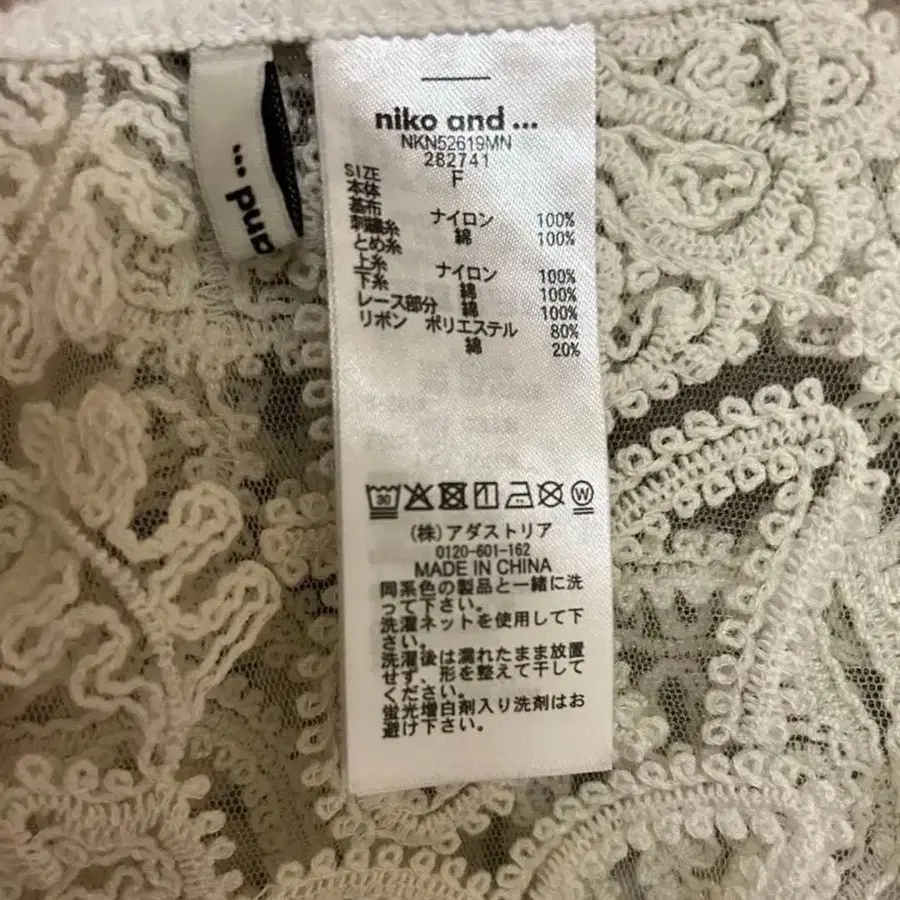 niko and ...
NKN52619MN
282741
SIZE F
本体
基布 ナイロン 100%
刺繍糸 綿 100%
とめ糸
上糸 ナイロン 100%
下糸 綿 100%
レース部分 綿 100%
リボン ポリエステル 80%
綿 20%
30
W
(株)アダストリア
0120-601-162
MADE IN CHINA
同系色の製品と一緒に洗
って下さい。
洗濯ネットを使用して下
さい。
洗濯後は濡れたまま放置
せず、形を整えて干して
ください。
蛍光増白剤入り洗剤はお
避け下さい。
and ...